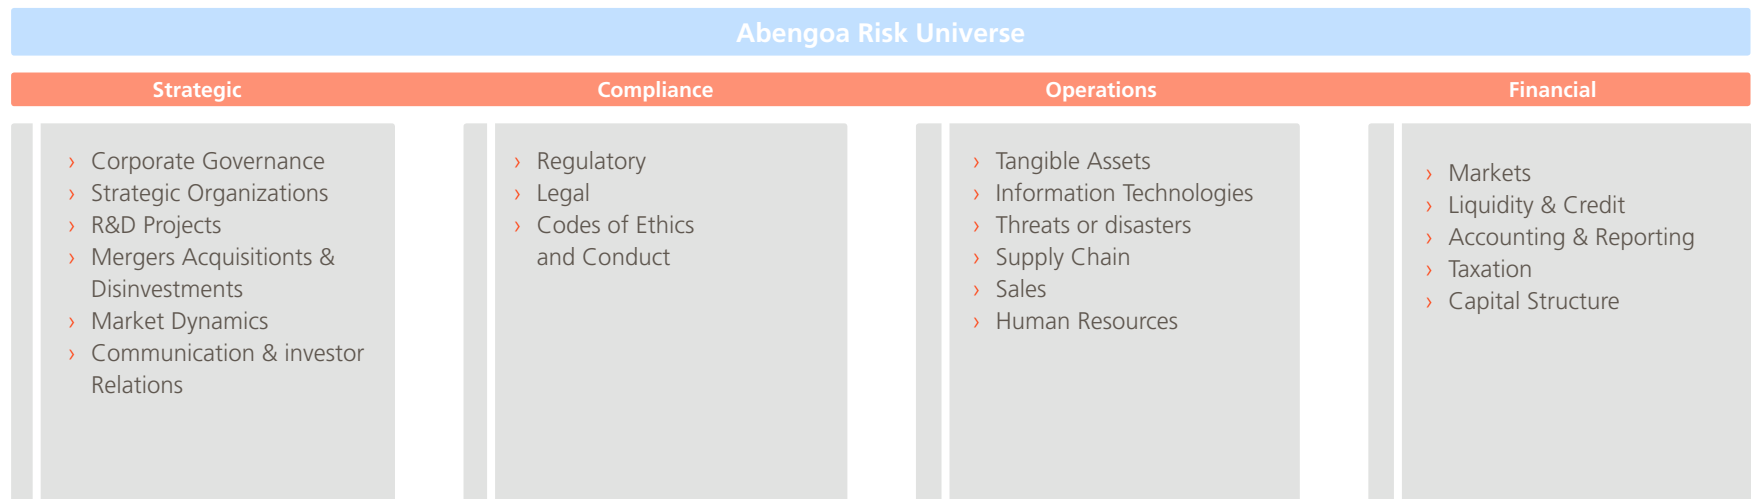 Abengoa Risk Universe
Strategic
Compliance
Operations
Financial
› Corporate Governance
› Strategic Organizations
› R&D Projects
› Mergers Acquisitionts &
Disinvestments
› Market Dynamics
› Communication & investor
Relations
› Regulatory
› Legal
› Codes of Ethics
and Conduct
› Tangible Assets
› Information Technologies
› Threats or disasters
› Supply Chain
› Sales
› Human Resources
› Markets
› Liquidity & Credit
› Accounting & Reporting
› Taxation
› Capital Structure